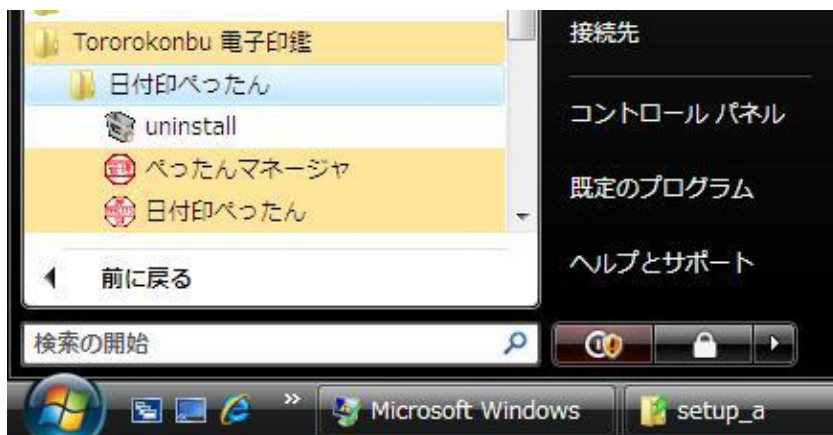 Tororokonbu 電子印鑑
日付印ぺったん
uninstall
ぺったんマネージャ
日付印ぺったん
前に戻る
検索の開始
接続先
コントロール パネル
既定のプログラム
ヘルプとサポート
»
Microsoft Windows
setup_a